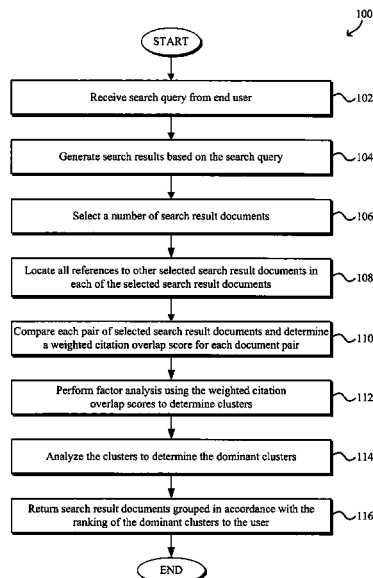 100
START
Receive search query from end user
102
Generate search results based on the search query
104
Select a number of search result documents
106
Locate all references to other selected search result documents in
each of the selected search result documents
108
Compare each pair of selected search result documents and determine
a weighted citation overlap score for each document pair
110
Perform factor analysis using the weighted citation
overlap scores to determine clusters
112
Analyze the clusters to determine the dominant clusters
114
Return search result documents grouped in accordance with the
ranking of the dominant clusters to the user
116
END